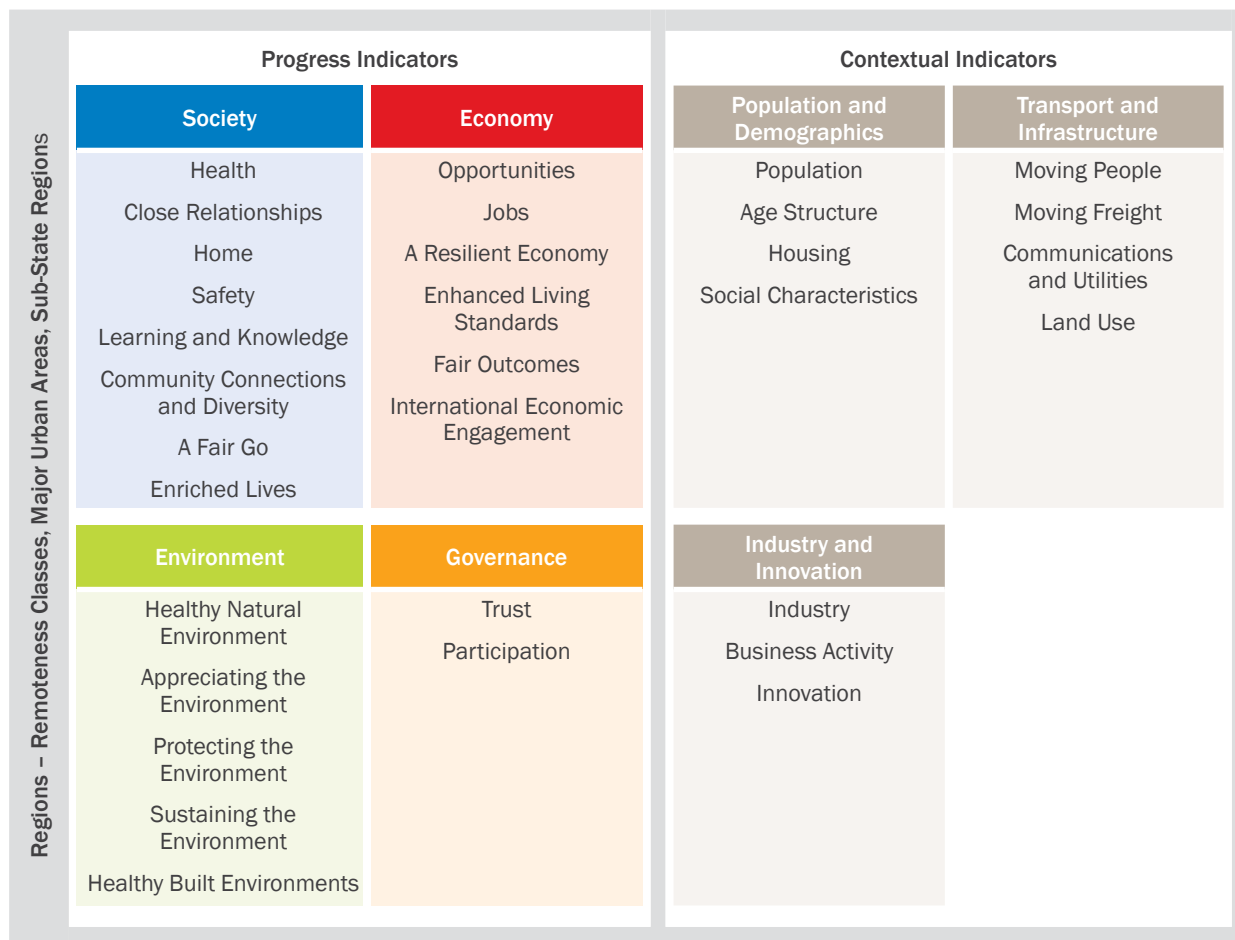 Regions – Remoteness Classes, Major Urban Areas, Sub-State Regions
Progress Indicators
Society
Health
Close Relationships
Home
Safety
Learning and Knowledge
Community Connections
and Diversity
A Fair Go
Enriched Lives
Economy
Opportunities
Jobs
A Resilient Economy
Enhanced Living
Standards
Fair Outcomes
International Economic
Engagement
Environment
Healthy Natural
Environment
Appreciating the
Environment
Protecting the
Environment
Sustaining the
Environment
Healthy Built Environments
Governance
Trust
Participation
Contextual Indicators
Population and
Demographics
Population
Age Structure
Housing
Social Characteristics
Transport and
Infrastructure
Moving People
Moving Freight
Communications
and Utilities
Land Use
Industry and
Innovation
Industry
Business Activity
Innovation